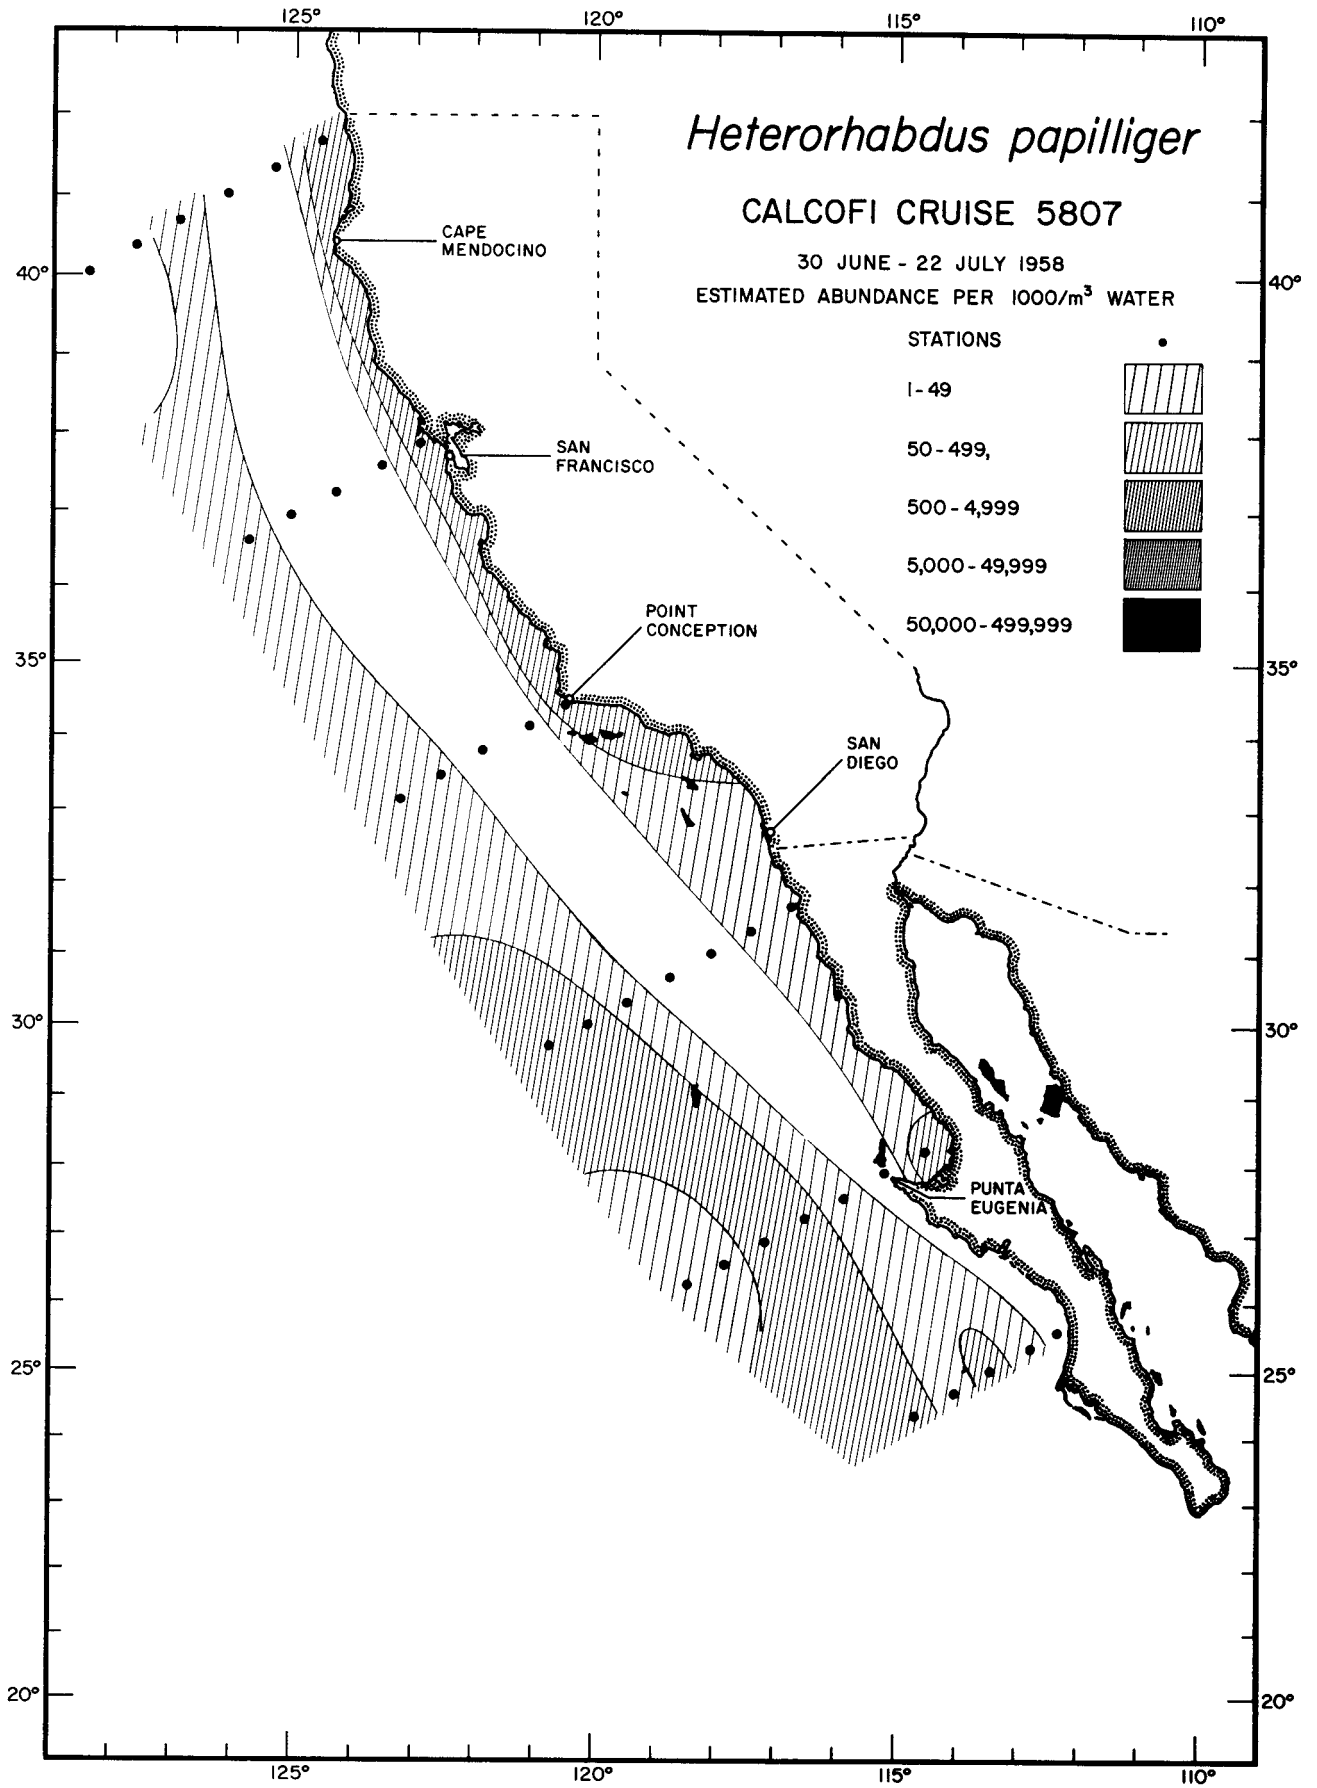 125° 120° 115° 110°
Heterorhabdus papilliger
CALCOFI CRUISE 5807
30 JUNE - 22 JULY 1958
ESTIMATED ABUNDANCE PER 1000/m³ WATER
STATIONS
1-49
50-499,
500-4,999
5,000-49,999
50,000-499,999
CAPE
MENDOCINO
40° 40°
SAN
FRANCISCO
POINT
CONCEPTION
35° 35°
SAN
DIEGO
30° 30°
PUNTA
EUGENIA
25° 25°
20° 20°
125° 120° 115° 110°